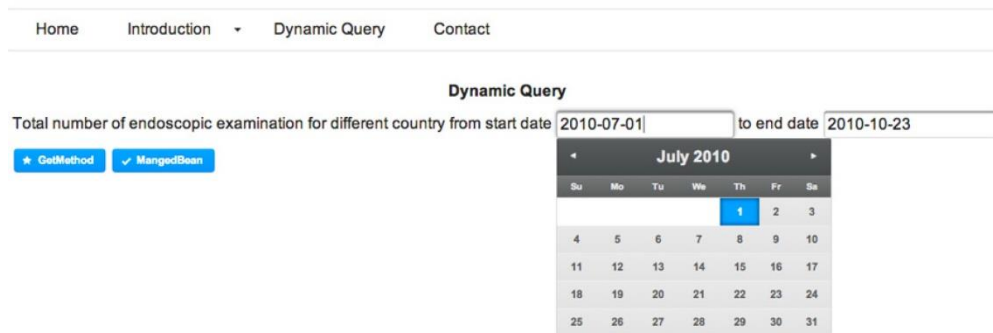 Home Introduction Dynamic Query Contact
Dynamic Query
Total number of endoscopic examination for different country from start date 2010-07-01 to end date 2010-10-23
GetMethod MangedBean
July 2010
Su Mo Tu We Th Fr Sa
1 2 3
4 5 6 7 8 9 10
11 12 13 14 15 16 17
18 19 20 21 22 23 24
25 26 27 28 29 30 31